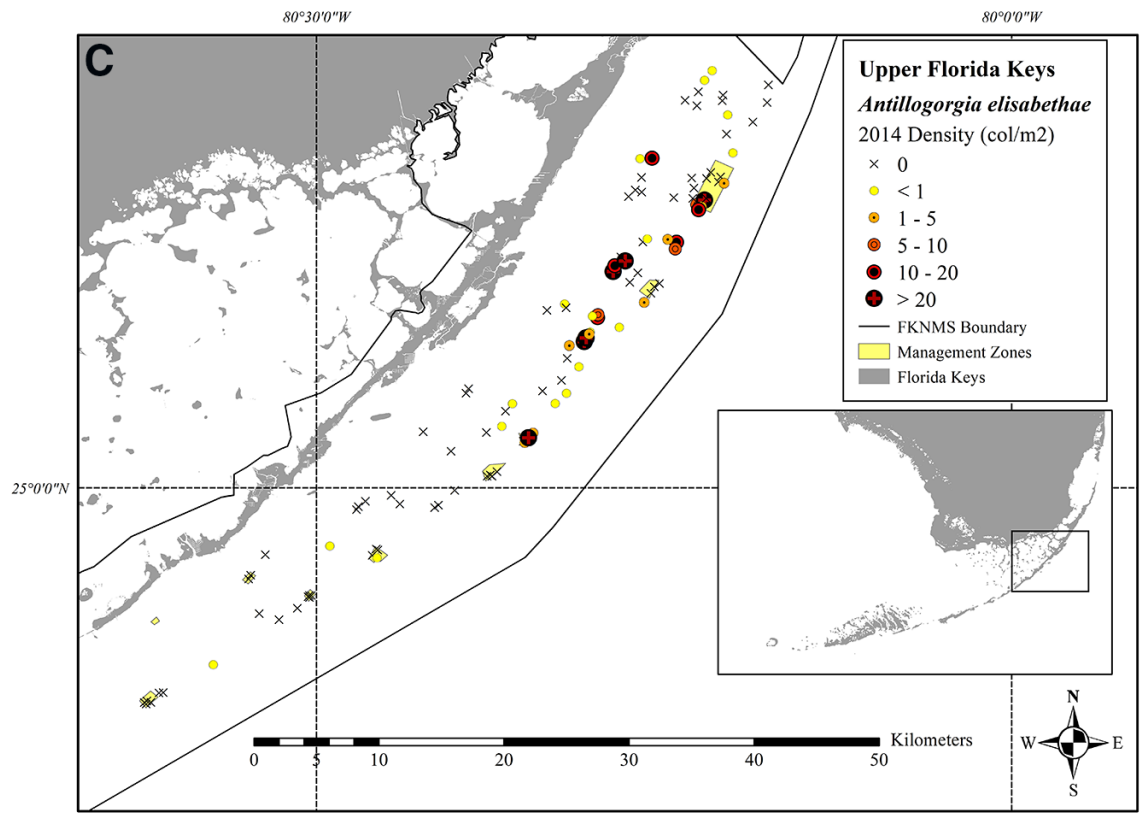 80°30'0"W
80°0'0"W
C
Upper Florida Keys
Antillogorgia elisabethae
2014 Density (col/m2)
0
< 1
1 - 5
5 - 10
10 - 20
> 20
FKNMS Boundary
Management Zones
Florida Keys
25°0'0"N
Kilometers
0 5 10 20 30 40 50
N
W E
S